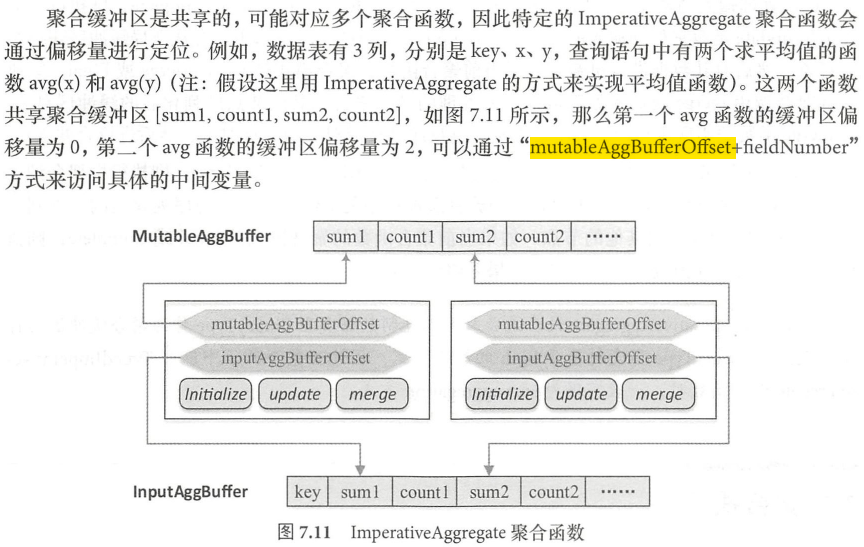 聚合缓冲区是共享的，可能对应多个聚合函数，因此特定的 ImperativeAggregate 聚合函数会
通过偏移量进行定位。例如，数据表有 3 列，分别是 key、x、y，查询语句中有两个求平均值的函
数 avg(x) 和 avg(y)（注：假设这里用 ImperativeAggregate 的方式来实现平均值函数）。这两个函数
共享聚合缓冲区 [sum1, count1, sum2, count2]，如图 7.11 所示，那么第一个 avg 函数的缓冲区偏
移量为 0，第二个 avg 函数的缓冲区偏移量为 2，可以通过“mutableAggBufferOffset+fieldNumber”
方式来访问具体的中间变量。
MutableAggBuffer
sum1 count1 sum2 count2 ······
mutableAggBufferOffset
inputAggBufferOffset
Initialize update merge
mutableAggBufferOffset
inputAggBufferOffset
Initialize update merge
InputAggBuffer
key sum1 count1 sum2 count2 ······
图 7.11 ImperativeAggregate 聚合函数